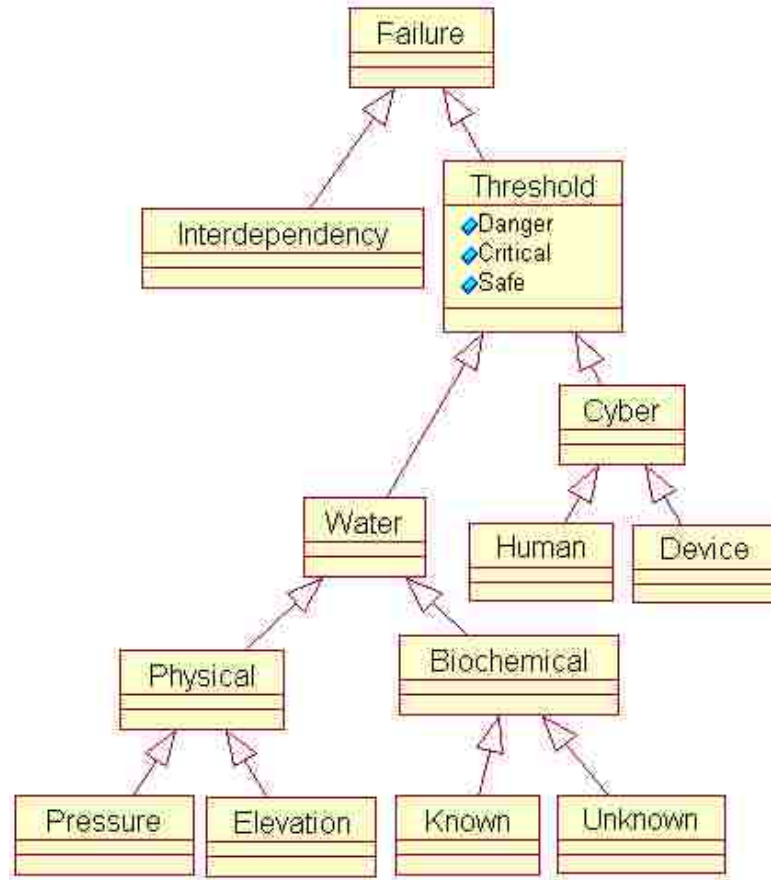 Failure
Threshold
Interdependency
Danger
Critical
Safe
Cyber
Water
Human
Device
Physical
Biochemical
Pressure
Elevation
Known
Unknown